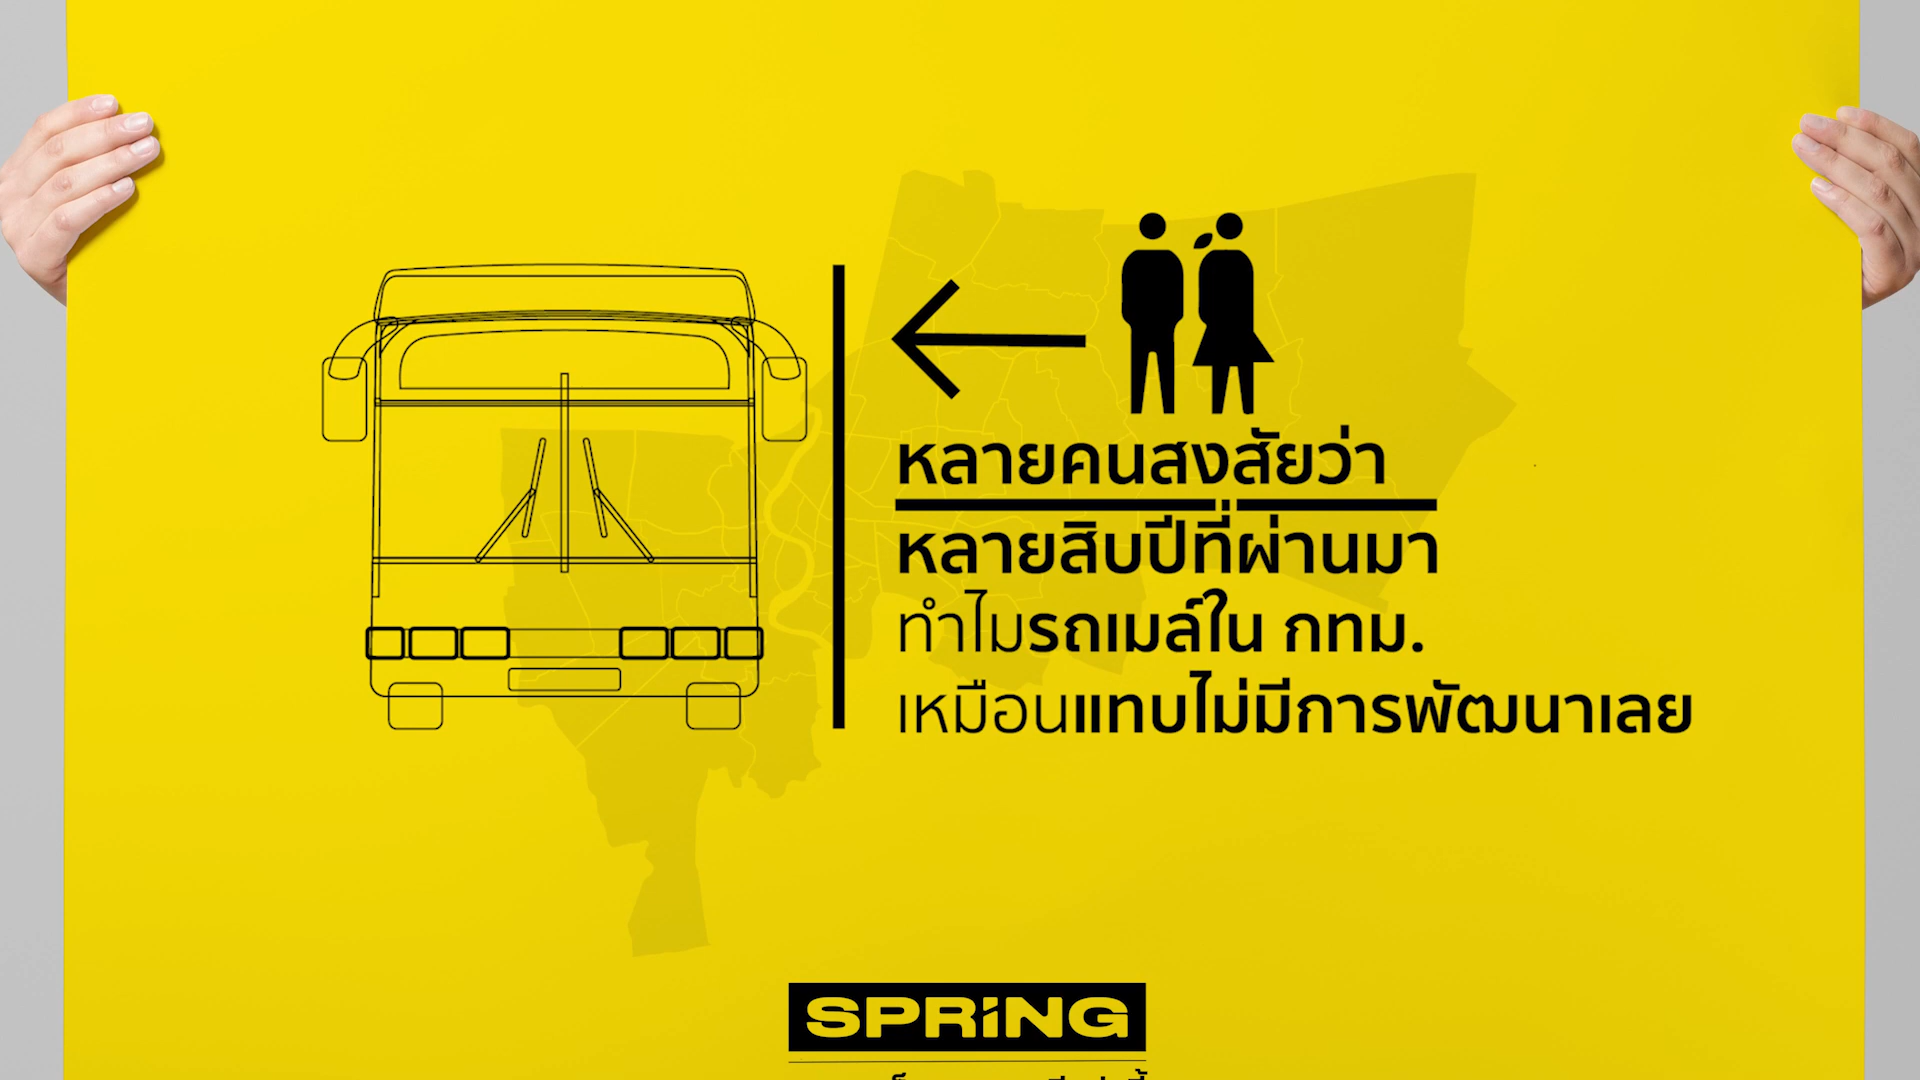 หลายคนสงสัยว่า
หลายสิบปีที่ผ่านมา
ทำไมรถเมล์ใน กทม.
เหมือนแทบไม่มีการพัฒนาเลย
SPRiNG